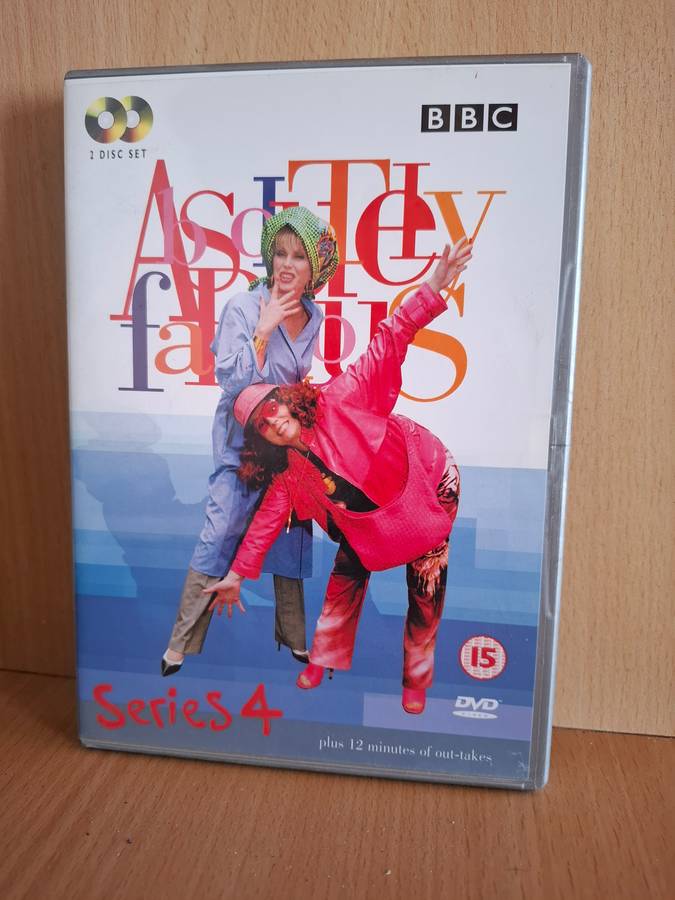 BBC
2 DISC SET
AbsoluTely
fabulous
15
Series 4
DVD
plus 12 minutes of out-takes